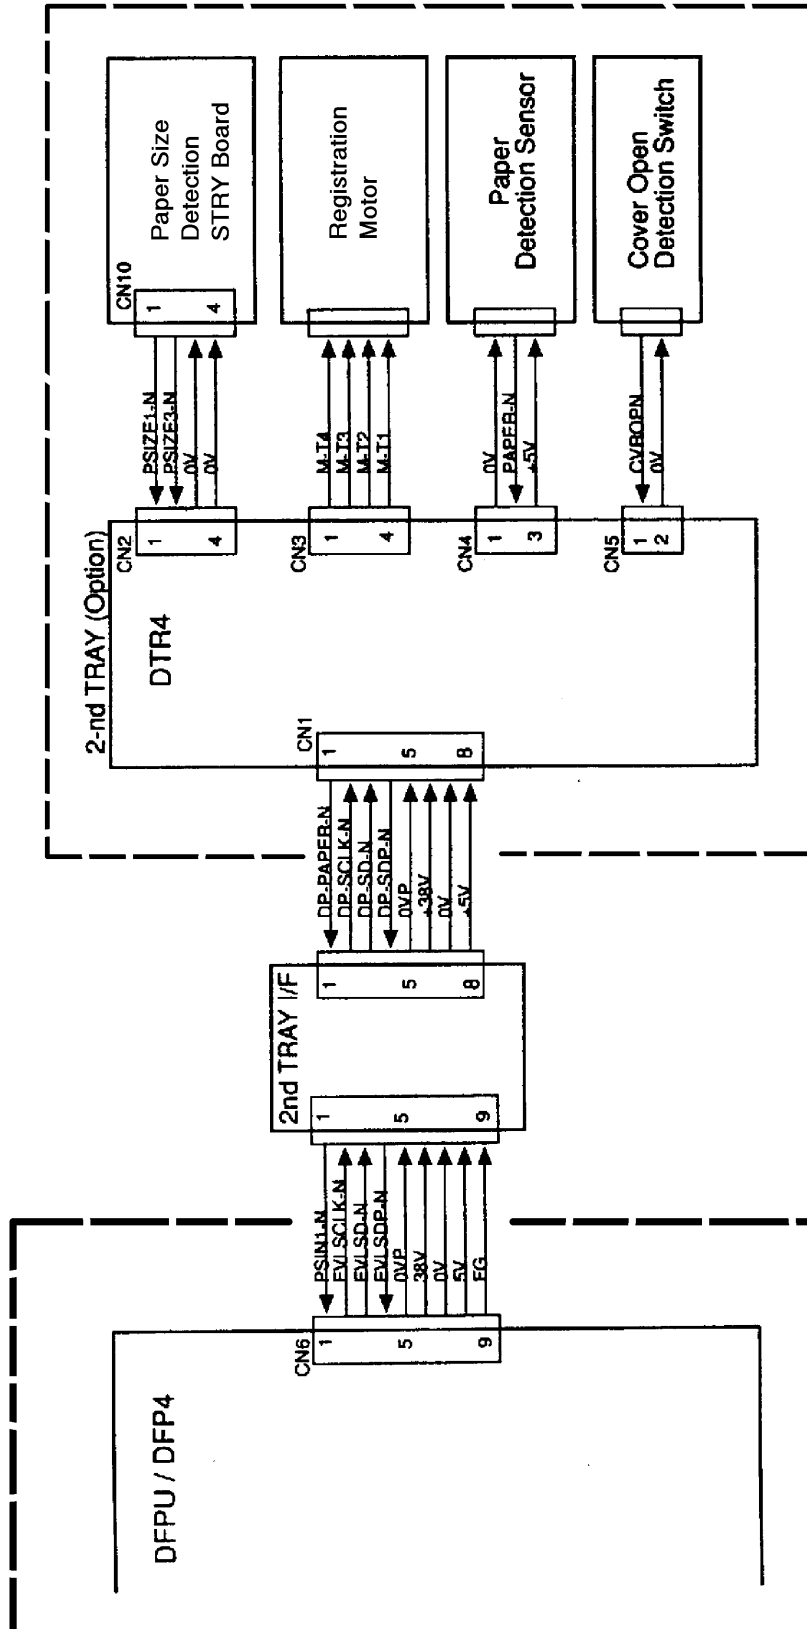 2-nd TRAY (Option)
DTR4
CN2
1
4
PSIZE1-N
PSIZE3-N
0V
0V
CN10
1
4
Paper Size
Detection
STRY Board
CN3
1
4
M-T4
M-T3
M-T2
M-T1
Registration
Motor
CN4
1
3
0V
PAPER-N
+5V
Paper
Detection Sensor
CN5
1
2
CVROPN
0V
Cover Open
Detection Switch
CN1
1
5
8
DP-PAPER-N
DP-SCLK-N
DP-SD-N
DP-SDP-N
0VP
+38V
0V
+5V
2nd TRAY I/F
1
5
8
1
5
9
PSIN1-N
EVLSCLK-N
EVLSD-N
EVLSDP-N
0VP
38V
0V
5V
FG
CN6
1
5
9
DFPU / DFP4